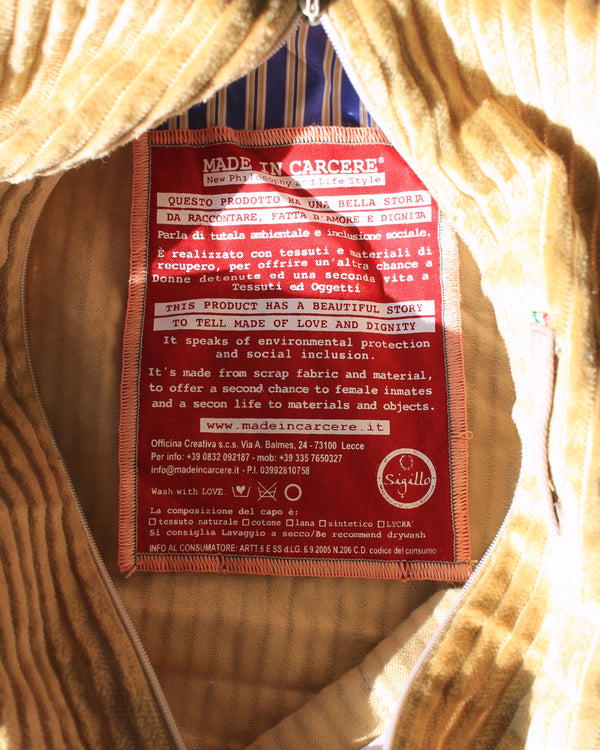 MADE IN CARCERE®
New Philosophy and Life Style
QUESTO PRODOTTO HA UNA BELLA STORIA
DA RACCONTARE, FATTA D'AMORE E DIGNITA
Parla di tutela ambientale e inclusione sociale.
È realizzato con tessuti e materiali di
recupero, per offrire un'altra chance a
Donne detenute ed una seconda vita a
Tessuti ed Oggetti
THIS PRODUCT HAS A BEAUTIFUL STORY
TO TELL MADE OF LOVE AND DIGNITY
It speaks of environmental protection
and social inclusion.
It's made from scrap fabric and material,
to offer a second chance to female inmates
and a secon life to materials and objects.
www.madeincarcere.it
Officina Creativa s.c.s. Via A. Balmes, 24 - 73100 Lecce
Per info: +39 0832 092187 - mob: +39 335 7650327
info@madeincarcere.it - P.I. 03992810758
Sigillo
Wash with LOVE.
La composizione del capo è:
tessuto naturale cotone lana sintetico LYCRA'
Si consiglia Lavaggio a secco/Be recommend drywash
INFO AL CONSUMATORE: ARTT.6 E SS d.LG. 6.9.2005 N.206 C.D. codice del consumo